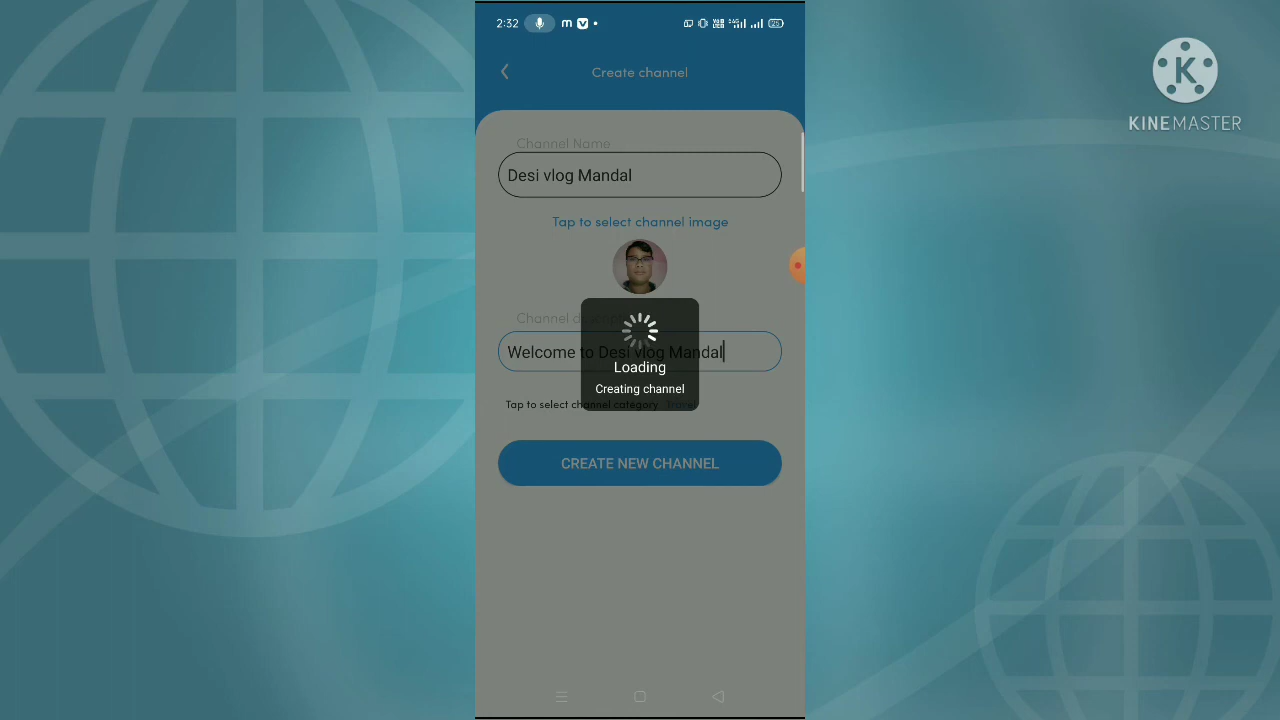 2:32
Create channel
KINEMASTER
Channel Name
Desi vlog Mandal
Tap to select channel image
Welcome to Desi vlog Mandal
Loading
Creating channel
Tap to select channel category
CREATE NEW CHANNEL